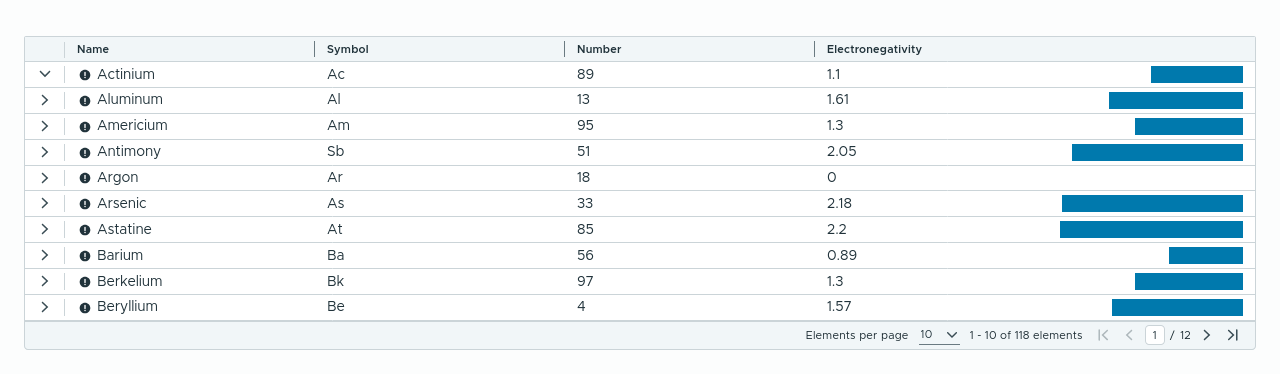 Name Symbol Number Electronegativity
Actinium Ac 89 1.1
Aluminum Al 13 1.61
Americium Am 95 1.3
Antimony Sb 51 2.05
Argon Ar 18 0
Arsenic As 33 2.18
Astatine At 85 2.2
Barium Ba 56 0.89
Berkelium Bk 97 1.3
Beryllium Be 4 1.57
Elements per page 10 1 - 10 of 118 elements 1 / 12